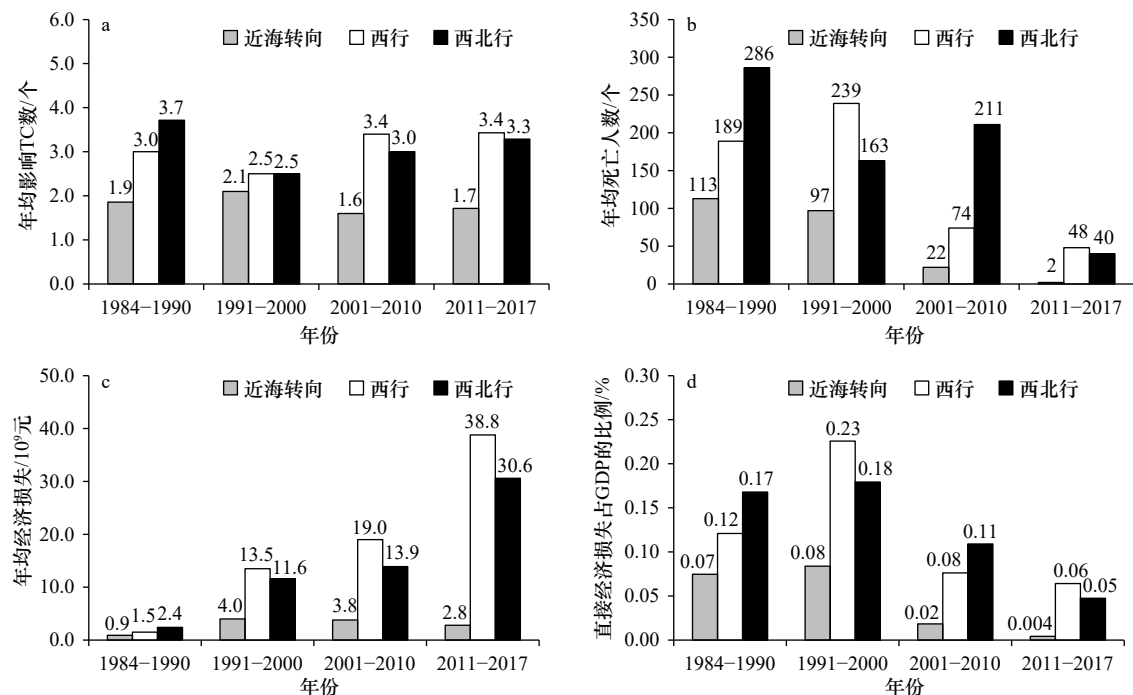 a
近海转向 西行 西北行
年均影响TC数/个
6.0
5.0
4.0
3.0
2.0
1.0
0.0
1.9 3.0 3.7
2.1 2.5 2.5
1.6 3.4 3.0
1.7 3.4 3.3
1984−1990 1991−2000 2001−2010 2011−2017
年份
b
近海转向 西行 西北行
年均死亡人数/个
350
300
250
200
150
100
50
0
113 189 286
97 239 163
22 74 211
2 48 40
1984−1990 1991−2000 2001−2010 2011−2017
年份
c
近海转向 西行 西北行
年均经济损失/10⁹元
50.0
40.0
30.0
20.0
10.0
0.0
0.9 1.5 2.4
4.0 13.5 11.6
3.8 19.0 13.9
2.8 38.8 30.6
1984−1990 1991−2000 2001−2010 2011−2017
年份
d
近海转向 西行 西北行
直接经济损失占GDP的比例/%
0.30
0.25
0.20
0.15
0.10
0.05
0.00
0.07 0.12 0.17
0.08 0.23 0.18
0.02 0.08 0.11
0.004 0.06 0.05
1984−1990 1991−2000 2001−2010 2011−2017
年份